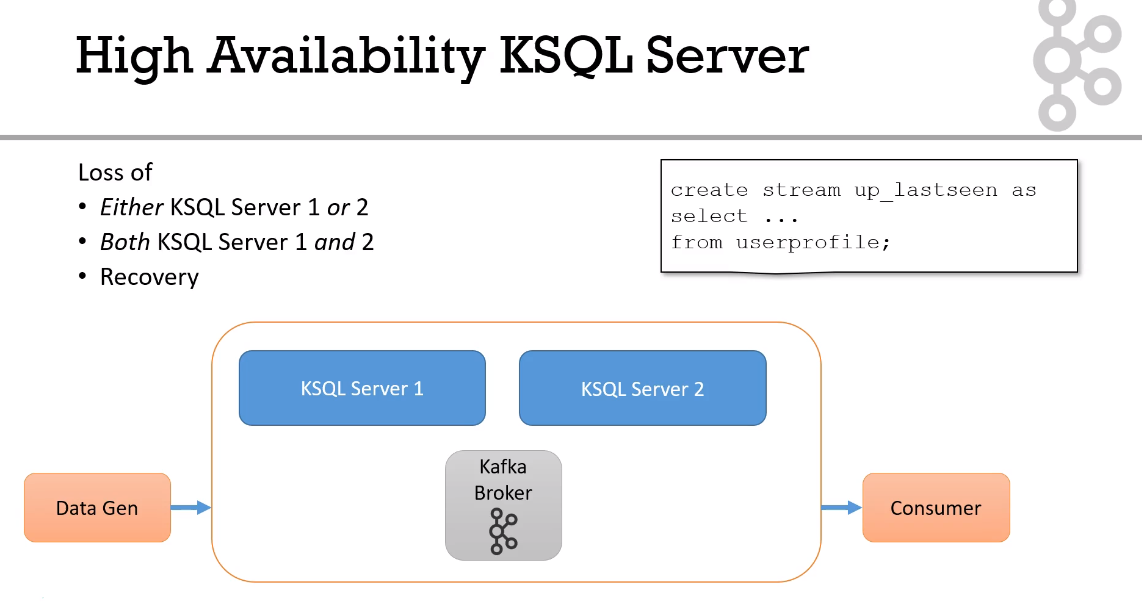 High Availability KSQL Server
Loss of
• Either KSQL Server 1 or 2
• Both KSQL Server 1 and 2
• Recovery
create stream up_lastseen as
select ...
from userprofile;
KSQL Server 1
KSQL Server 2
Kafka
Broker
Data Gen
Consumer